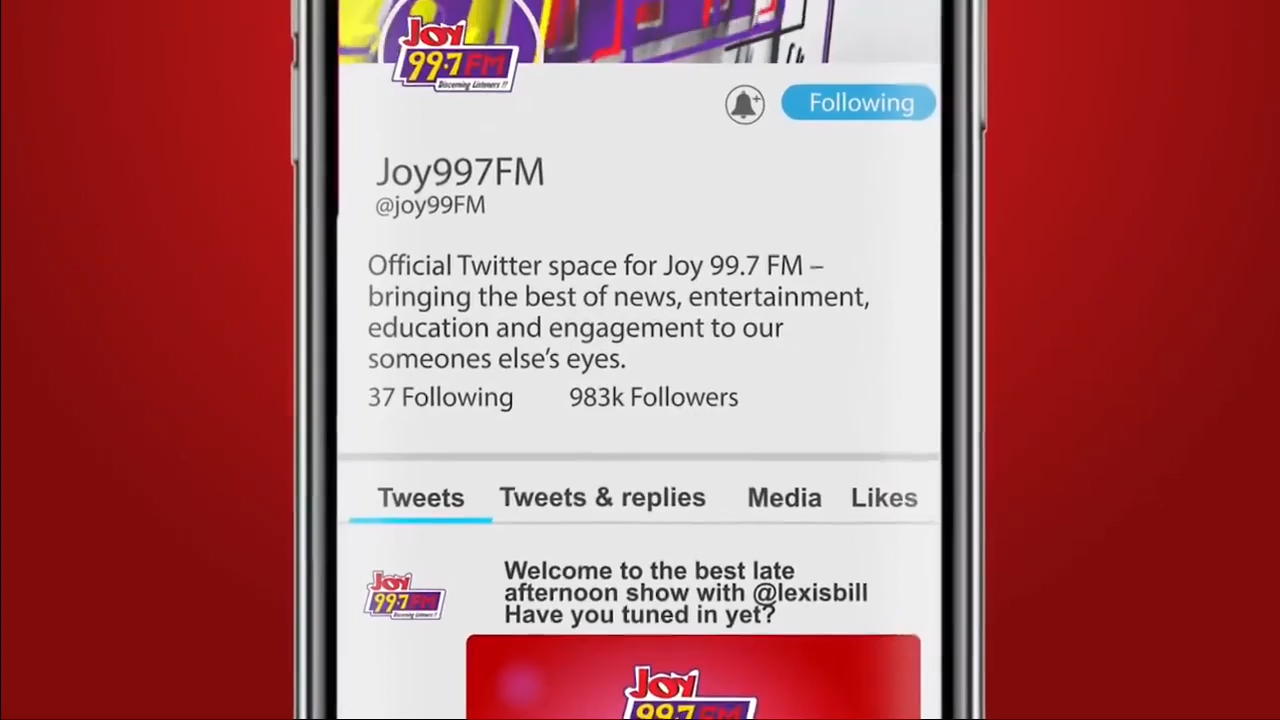 Joy
99.7 FM
Discerning Listeners !!
Following
Joy997FM
@joy99FM
Official Twitter space for Joy 99.7 FM –
bringing the best of news, entertainment,
education and engagement to our
someones else's eyes.
37 Following 983k Followers
Tweets Tweets & replies Media Likes
Joy
99.7 FM
Discerning Listeners !!
Welcome to the best late
afternoon show with @lexisbill
Have you tuned in yet?
Joy
99.7 FM